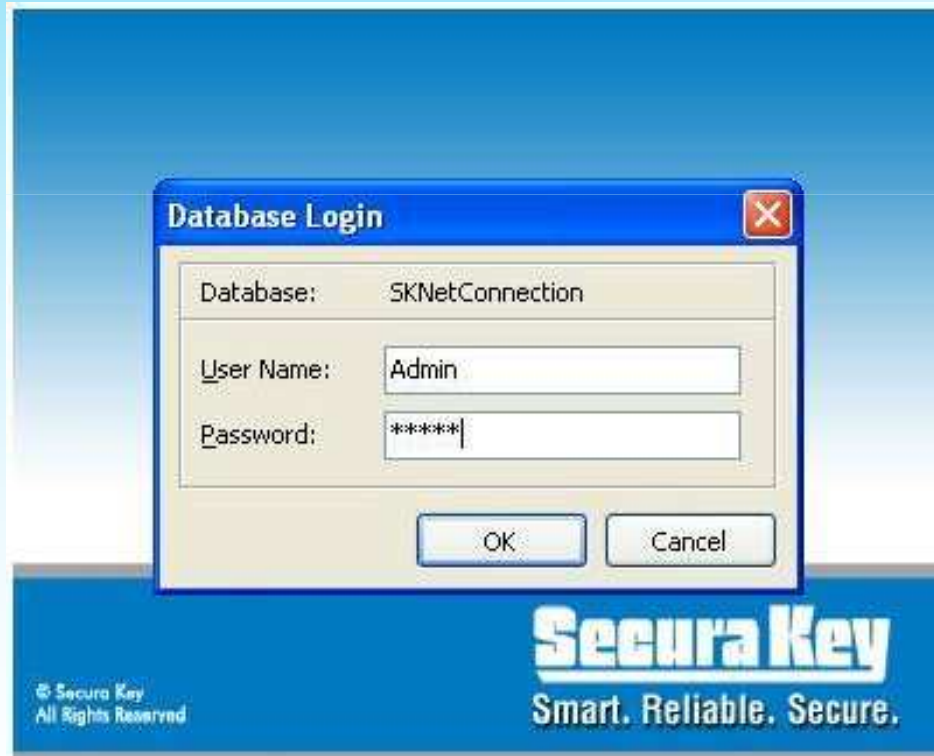 Database Login
Database: SKNetConnection
User Name: Admin
Password: *****
OK Cancel
Secura Key
Smart. Reliable. Secure.
© Secura Key
All Rights Reserved